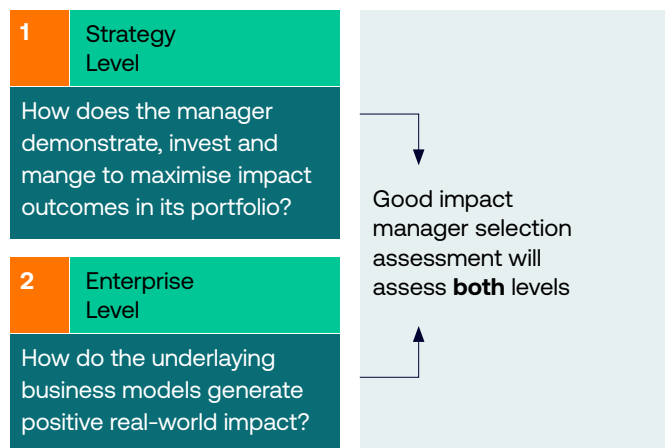 1
Strategy
Level
How does the manager
demonstrate, invest and
mange to maximise impact
outcomes in its portfolio?
2
Enterprise
Level
How do the underlaying
business models generate
positive real-world impact?
Good impact
manager selection
assessment will
assess both levels